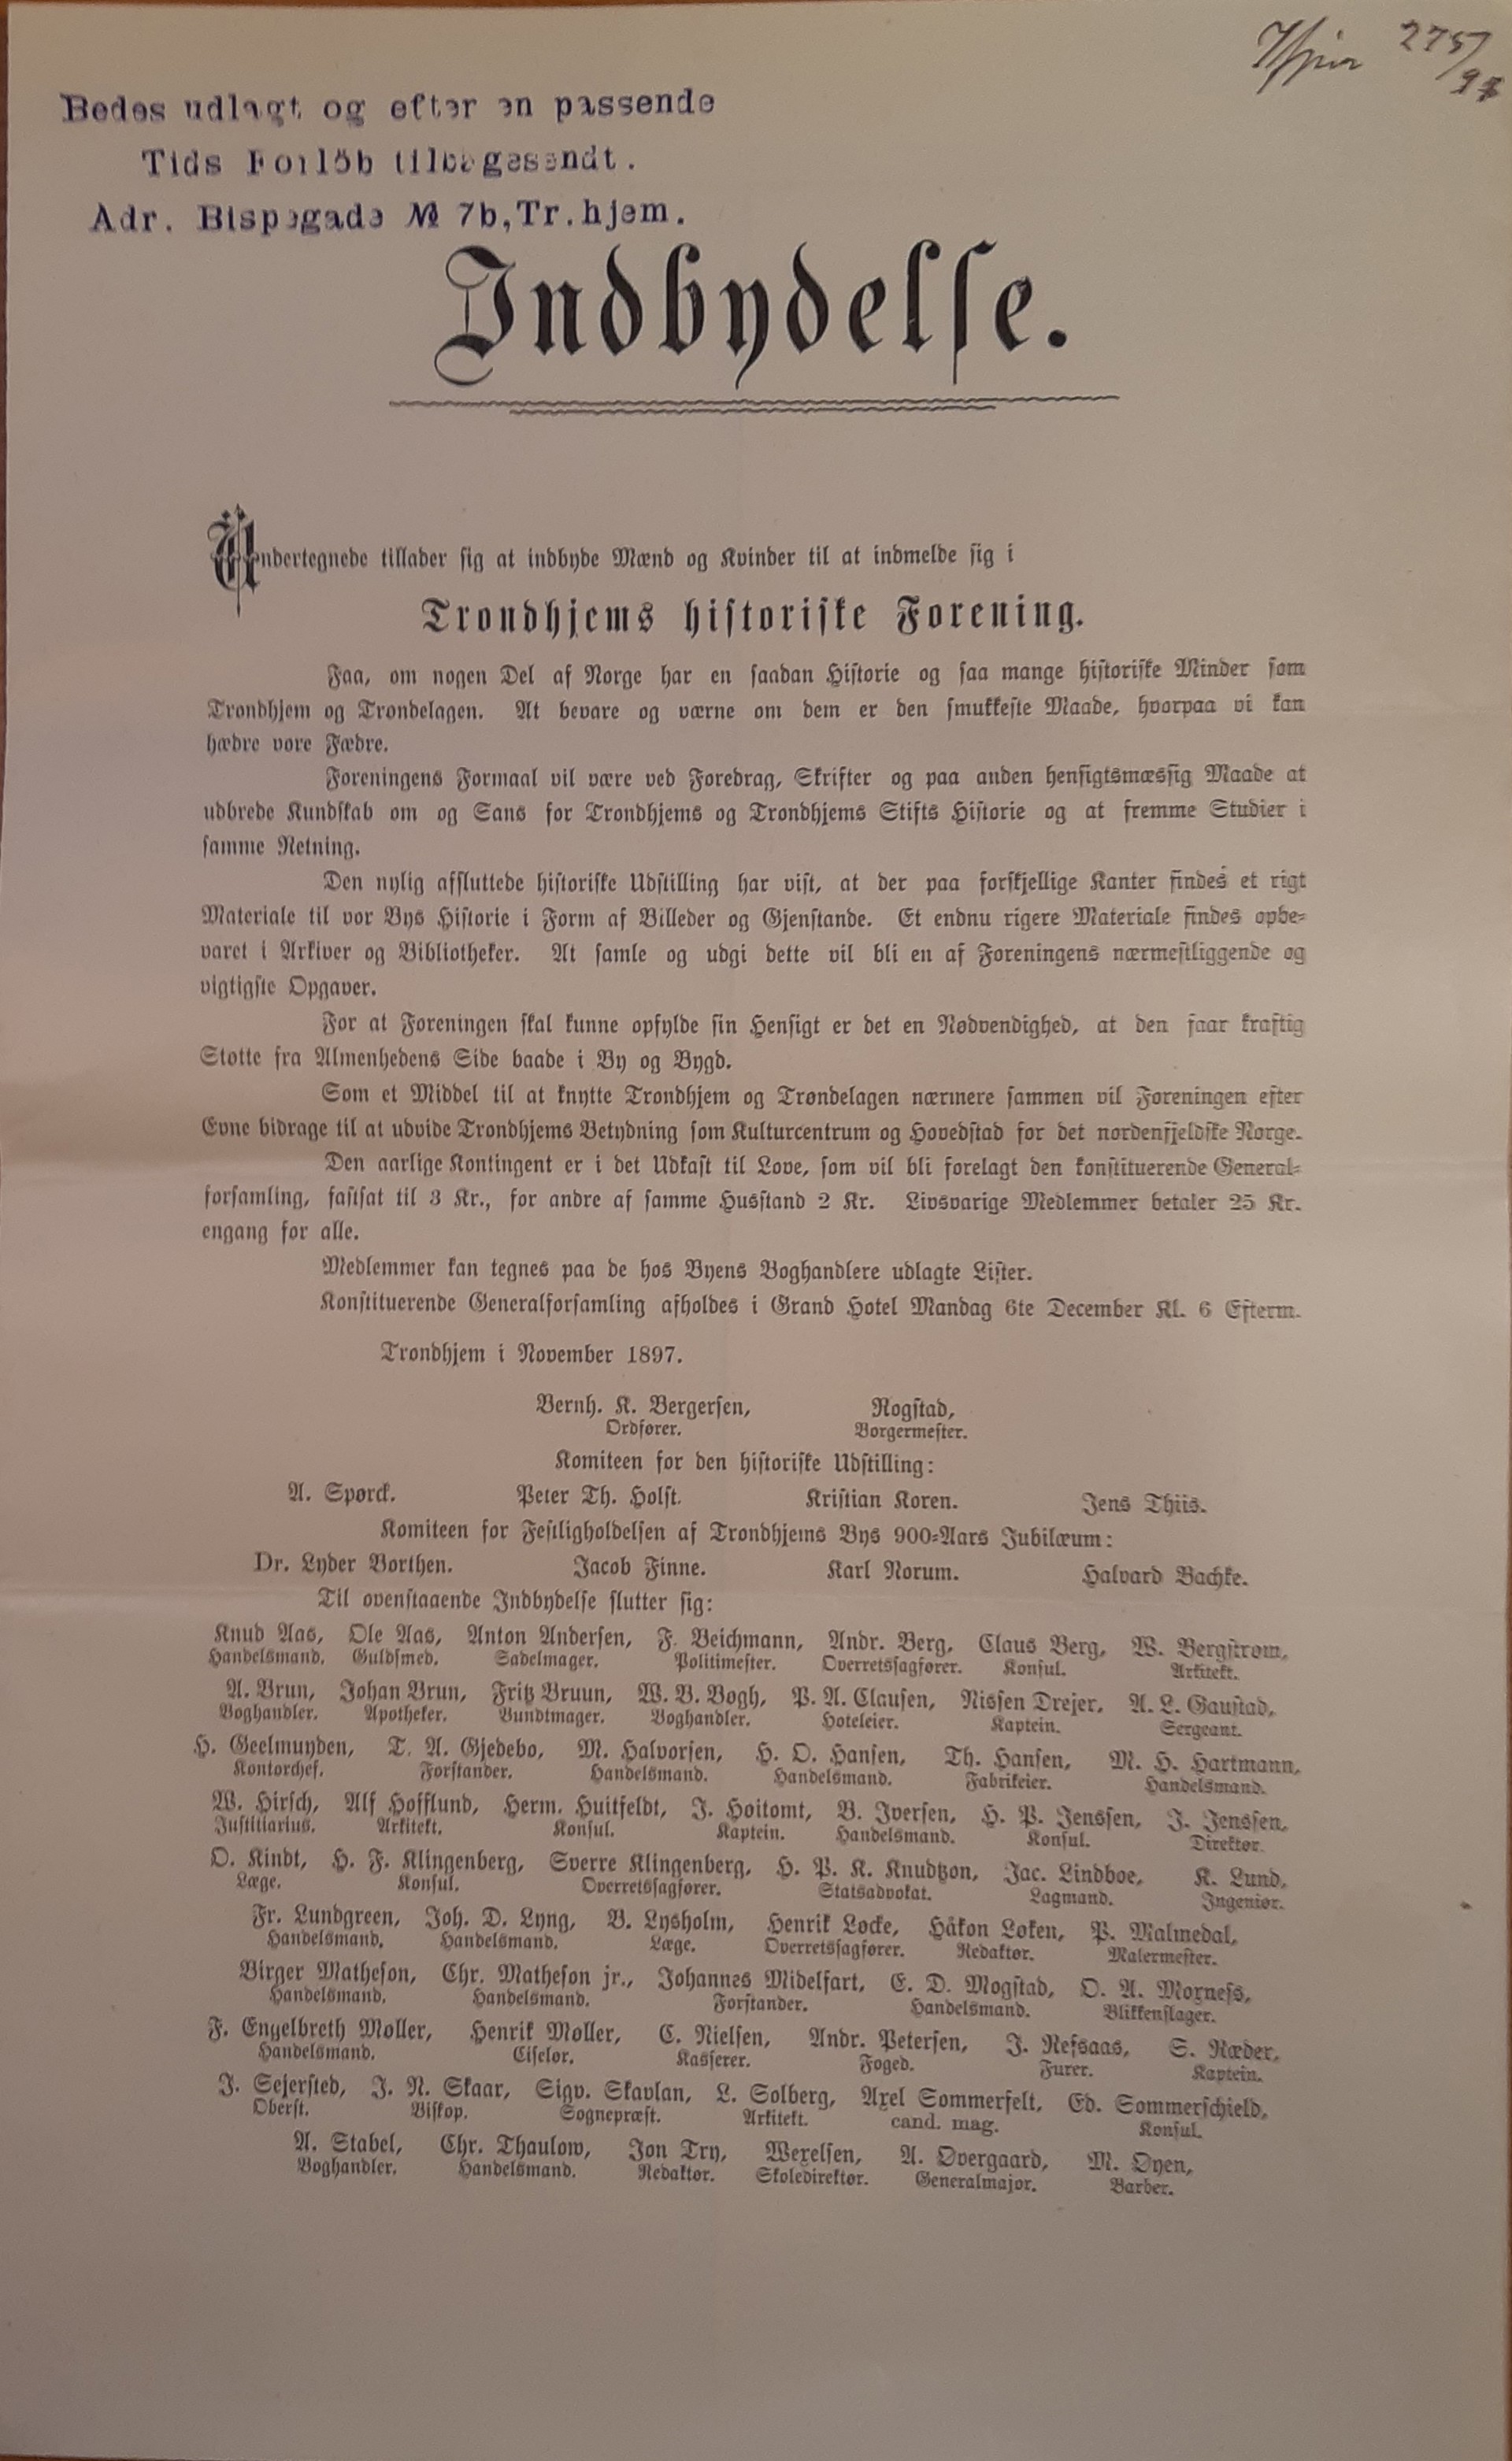 275/97
Bedes udlagt og efter en passende
Tids Forløb tilbagesendt.
Adr. Bispegade № 7b, Tr.hjem.
Indbydelse.
Undertegnede tillader sig at indbyde Mænd og Kvinder til at indmelde sig i
Trondhjems historiske Forening.
Faa, om nogen Del af Norge har en saadan Historie og saa mange historiske Minder som
Trondhjem og Trøndelagen. At bevare og værne om dem er den smukkeste Maade, hvorpaa vi kan
hædre vore Fædre.
Foreningens Formaal vil være ved Foredrag, Skrifter og paa anden hensigtsmæssig Maade at
udbrede Kundskab om og Sans for Trondhjems og Trondhjems Stifts Historie og at fremme Studier i
samme Retning.
Den nylig afsluttede historiske Udstilling har vist, at der paa forskjellige Kanter findes et rigt
Materiale til vor Bys Historie i Form af Billeder og Gjenstande. Et endnu rigere Materiale findes opbe-
varet i Arkiver og Bibliotheker. At samle og udgi dette vil bli en af Foreningens nærmestliggende og
vigtigste Opgaver.
For at Foreningen skal kunne opfylde sin Hensigt er det en Nødvendighed, at den faar kraftig
Støtte fra Almenhedens Side baade i By og Bygd.
Som et Middel til at knytte Trondhjem og Trøndelagen nærmere sammen vil Foreningen efter
Evne bidrage til at udvide Trondhjems Betydning som Kulturcentrum og Hovedstad for det nordenfjeldske Norge.
Den aarlige Kontingent er i det Udkast til Love, som vil bli forelagt den konstituerende General-
forsamling, fastsat til 3 Kr., for andre af samme Husstand 2 Kr. Livsvarige Medlemmer betaler 25 Kr.
engang for alle.
Medlemmer kan tegnes paa de hos Byens Boghandlere udlagte Lister.
Konstituerende Generalforsamling afholdes i Grand Hotel Mandag 6te December Kl. 6 Efterm.
Trondhjem i November 1897.
Bernh. K. Bergersen, Rogstad,
Ordfører. Borgermester.
Komiteen for den historiske Udstilling:
A. Spørck. Peter Th. Holst. Kristian Koren. Jens Thiis.
Komiteen for Festligholdelsen af Trondhjems Bys 900-Aars Jubilæum:
Dr. Lyder Borthen. Jacob Finne. Karl Norum. Halvard Bachke.
Til ovenstaaende Indbydelse slutter sig:
Knud Aas, Ole Aas, Anton Andersen, F. Beichmann, Andr. Berg, Claus Berg, W. Bergstrøm,
Handelsmand. Guldsmed. Sadelmager. Politimester. Overretssagfører. Konsul. Arkitekt.
A. Brun, Johan Brun, Fritz Bruun, W. B. Bøgh, P. A. Clausen, Nissen Drejer, A. L. Gaustad,
Boghandler. Apotheker. Bundtmager. Boghandler. Hoteleier. Kaptein. Sergeant.
H. Geelmuyden, T. A. Gjedebo, M. Halvorsen, H. O. Hansen, Th. Hansen, M. H. Hartmann,
Kontorchef. Forstander. Handelsmand. Handelsmand. Fabrikeier. Handelsmand.
W. Hirsch, Alf Hofflund, Herm. Huitfeldt, J. Hoitomt, B. Iversen, H. P. Jenssen, J. Jenssen,
Justitiarius. Arkitekt. Konsul. Kaptein. Handelsmand. Konsul. Direktør.
O. Kindt, H. F. Klingenberg, Sverre Klingenberg, H. P. K. Knudtzon, Jac. Lindboe, K. Lund,
Læge. Konsul. Overretssagfører. Statsadvokat. Lagmand. Ingeniør.
Fr. Lundgreen, Joh. D. Lyng, B. Lysholm, Henrik Løcke, Håkon Løken, P. Malmedal,
Handelsmand. Handelsmand. Læge. Overretssagfører. Redaktør. Malermester.
Birger Matheson, Chr. Matheson jr., Johannes Midelfart, E. D. Mogstad, O. A. Moxness,
Handelsmand. Handelsmand. Forstander. Handelsmand. Blikkenslager.
F. Engelbreth Møller, Henrik Møller, C. Nielsen, Andr. Petersen, J. Refsaas, S. Ræder,
Handelsmand. Ciselør. Kasserer. Foged. Furer. Kaptein.
J. Sejersted, J. N. Skaar, Sigv. Skavlan, L. Solberg, Axel Sommerfelt, Ed. Sommerschield,
Oberst. Biskop. Sognepræst. Arkitekt. cand. mag. Konsul.
A. Stabel, Chr. Thaulow, Jon Try, Wexelsen, A. Overgaard, M. Øyen,
Boghandler. Handelsmand. Redaktør. Skoledirektør. Generalmajor. Barber.